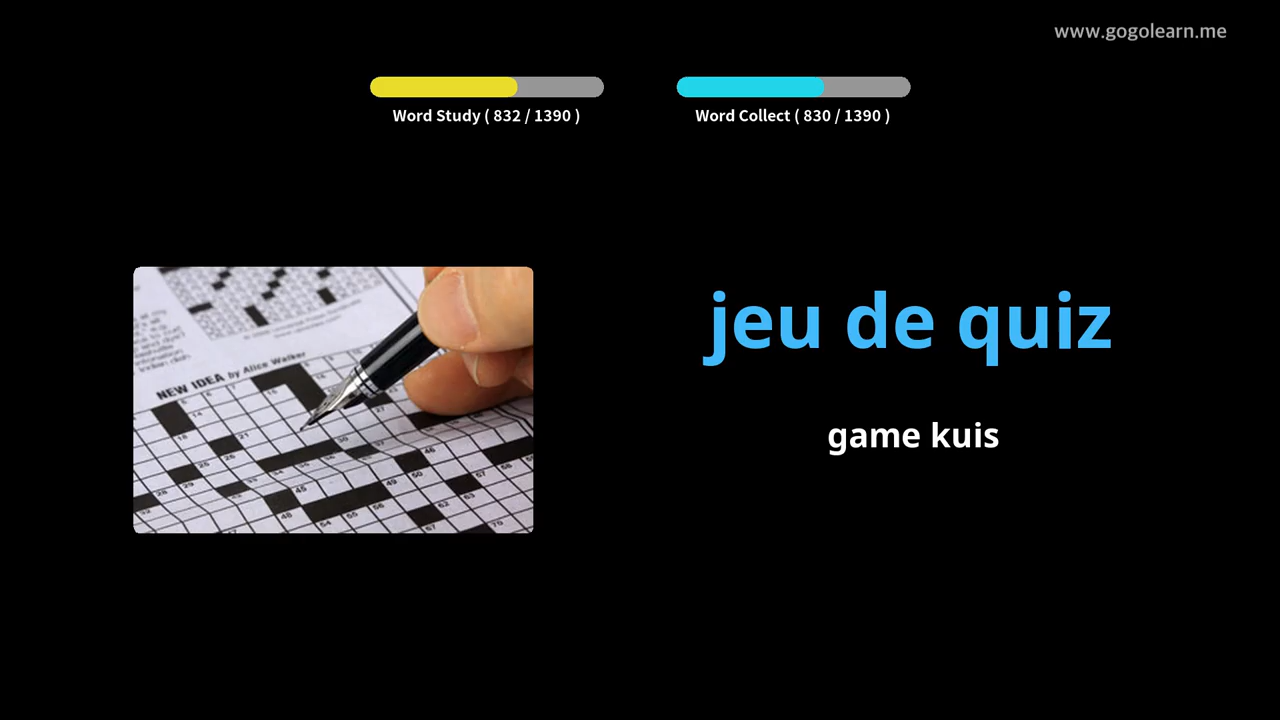 www.gogolearn.me
Word Study ( 832 / 1390 )
Word Collect ( 830 / 1390 )
NEW IDEA by Alice Walker
jeu de quiz
game kuis